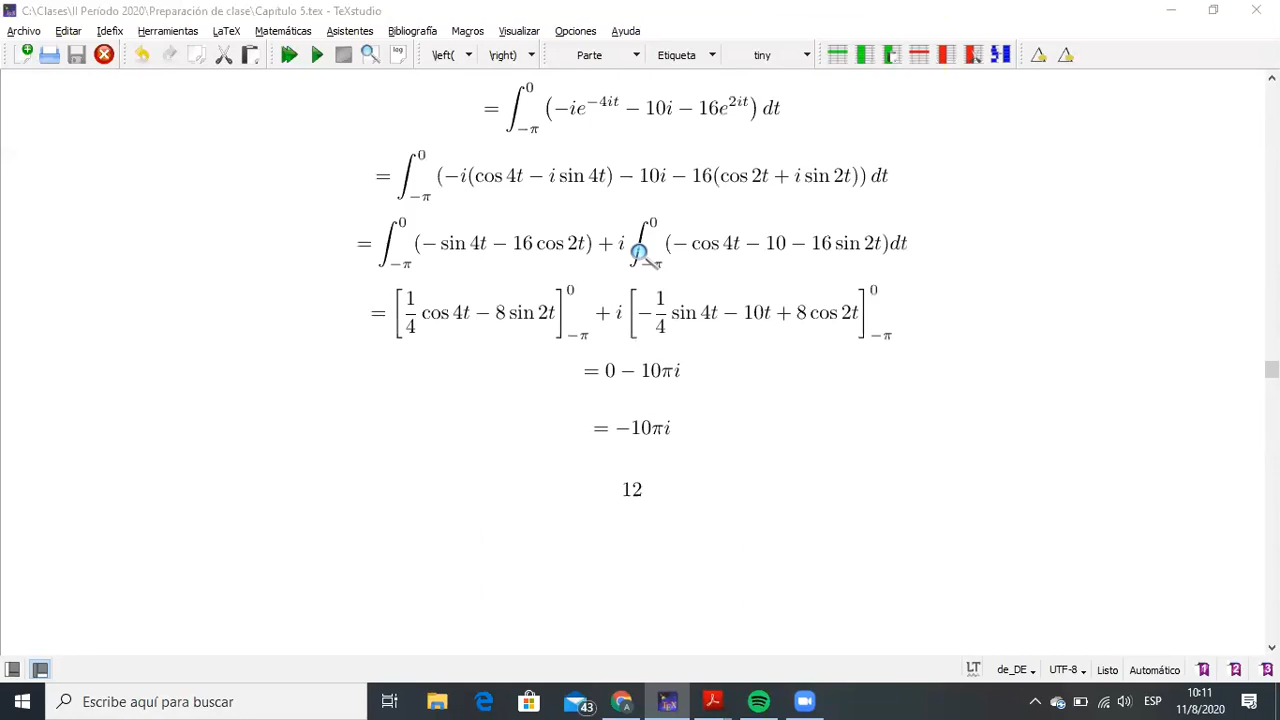 C:\Clases\II Período 2020\Preparación de clase\Capitulo 5.tex - TeXstudio
Archivo Editar Idefix Herramientas LaTeX Matemáticas Asistentes Bibliografía Macros Visualizar Opciones Ayuda
log \left( \right) Parte Etiqueta tiny
= ∫_{−π}^{0} (−ie^{−4it} − 10i − 16e^{2it}) dt
= ∫_{−π}^{0} (−i(cos 4t − i sin 4t) − 10i − 16(cos 2t + i sin 2t)) dt
= ∫_{−π}^{0} (− sin 4t − 16 cos 2t) + i ∫_{−π}^{0} (− cos 4t − 10 − 16 sin 2t)dt
= [1/4 cos 4t − 8 sin 2t]_{−π}^{0} + i [−1/4 sin 4t − 10t + 8 cos 2t]_{−π}^{0}
= 0 − 10πi
= −10πi
12
LT de_DE UTF-8 Listo Automático 1 2 3
Escribe aquí para buscar 43 ESP 10:11
11/8/2020